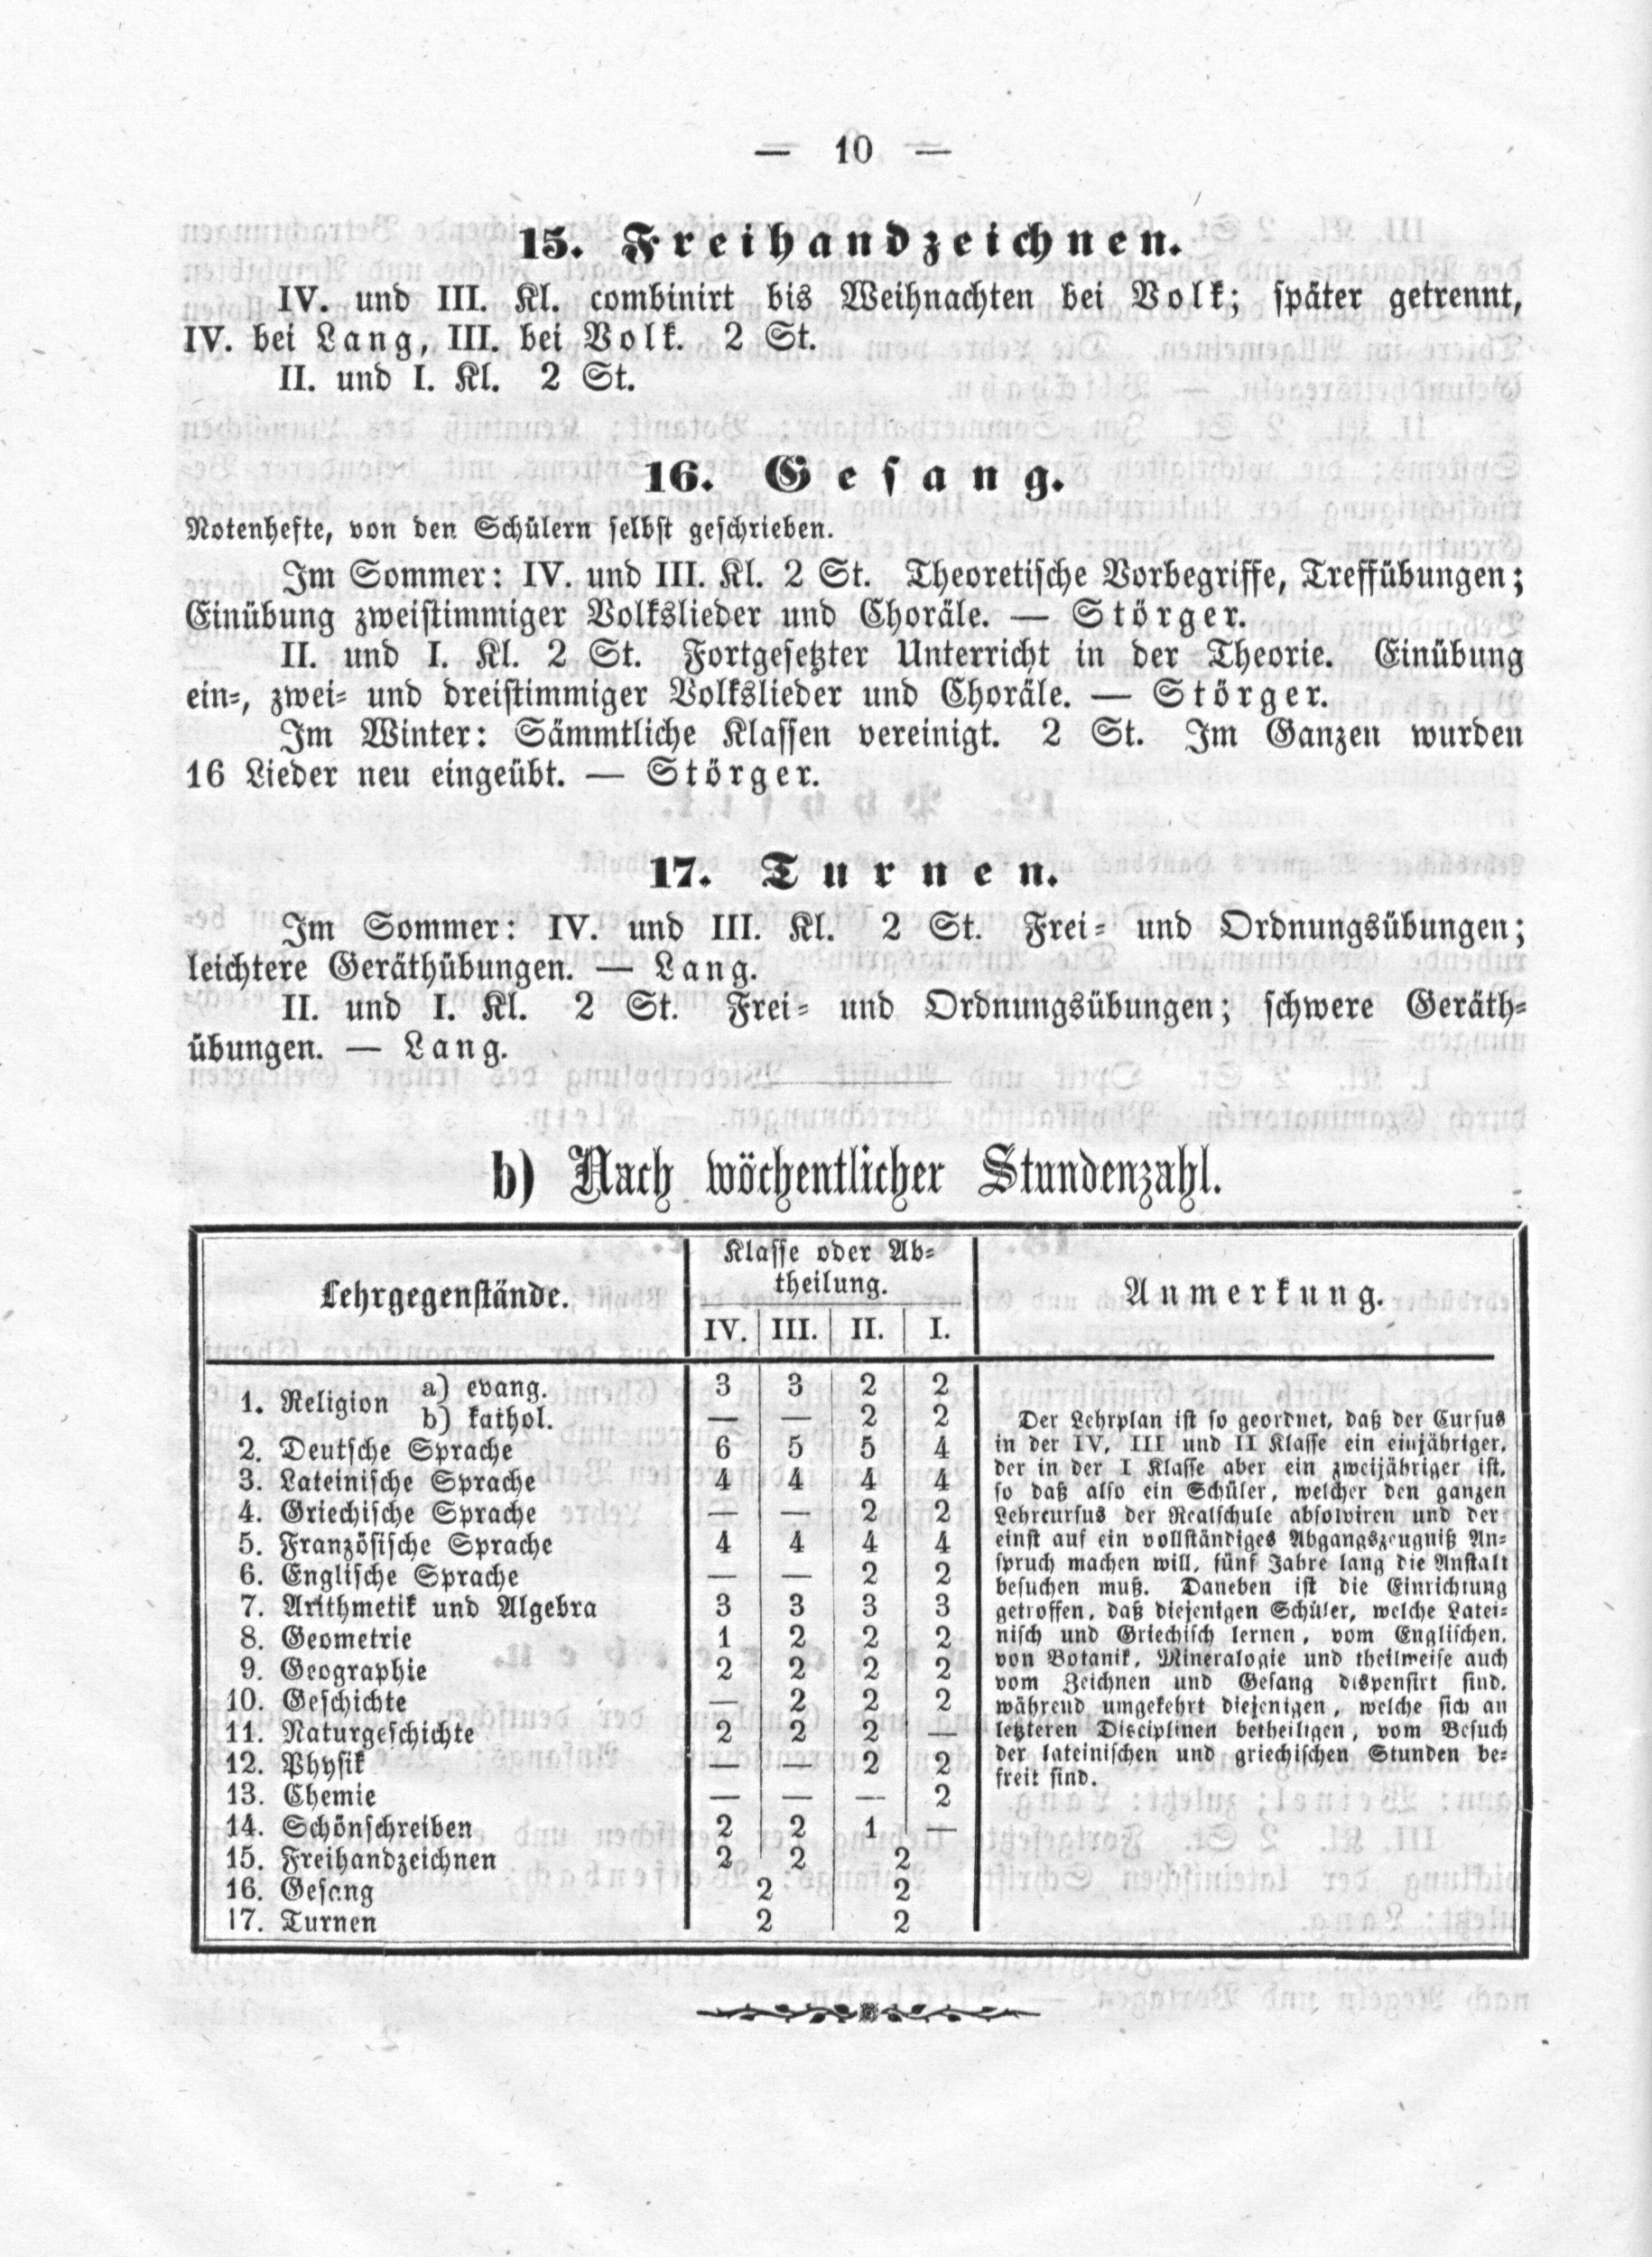 — 10 —
15. Freihandzeichnen.
IV. und III. Kl. combinirt bis Weihnachten bei Volk; später getrennt,
IV. bei Lang, III. bei Volk. 2 St.
II. und I. Kl. 2 St.
16. Gesang.
Notenhefte, von den Schülern selbst geschrieben.
Im Sommer: IV. und III. Kl. 2 St. Theoretische Vorbegriffe, Treffübungen;
Einübung zweistimmiger Volkslieder und Choräle. — Störger.
II. und I. Kl. 2 St. Fortgesetzter Unterricht in der Theorie. Einübung
ein-, zwei- und dreistimmiger Volkslieder und Choräle. — Störger.
Im Winter: Sämmtliche Klassen vereinigt. 2 St. Im Ganzen wurden
16 Lieder neu eingeübt. — Störger.
17. Turnen.
Im Sommer: IV. und III. Kl. 2 St. Frei- und Ordnungsübungen;
leichtere Geräthübungen. — Lang.
II. und I. Kl. 2 St. Frei- und Ordnungsübungen; schwere Geräth-
übungen. — Lang.
b) Nach wöchentlicher Stundenzahl.
Lehrgegenstände.
Klasse oder Ab-
theilung.
IV. III. II. I.
Anmerkung.
1. Religion a) evang. 3 3 2 2
b) kathol. — — 2 2
2. Deutsche Sprache 6 5 5 4
3. Lateinische Sprache 4 4 4 4
4. Griechische Sprache — — 2 2
5. Französische Sprache 4 4 4 4
6. Englische Sprache — — 2 2
7. Arithmetik und Algebra 3 3 3 3
8. Geometrie 1 2 2 2
9. Geographie 2 2 2 2
10. Geschichte — 2 2 2
11. Naturgeschichte 2 2 2 —
12. Physik — — 2 2
13. Chemie — — — 2
14. Schönschreiben 2 2 1 —
15. Freihandzeichnen 2 2 2
16. Gesang 2 2
17. Turnen 2 2
Der Lehrplan ist so geordnet, daß der Cursus
in der IV, III und II Klasse ein einjähriger,
der in der I Klasse aber ein zweijähriger ist,
so daß also ein Schüler, welcher den ganzen
Lehrcursus der Realschule absolviren und der
einst auf ein vollständiges Abgangszeugniß An-
spruch machen will, fünf Jahre lang die Anstalt
besuchen muß. Daneben ist die Einrichtung
getroffen, daß diejenigen Schüler, welche Latei-
nisch und Griechisch lernen, vom Englischen,
von Botanik, Mineralogie und theilweise auch
vom Zeichnen und Gesang dispensirt sind,
während umgekehrt diejenigen, welche sich an
letzteren Disciplinen betheiligen, vom Besuch
der lateinischen und griechischen Stunden be-
freit sind.